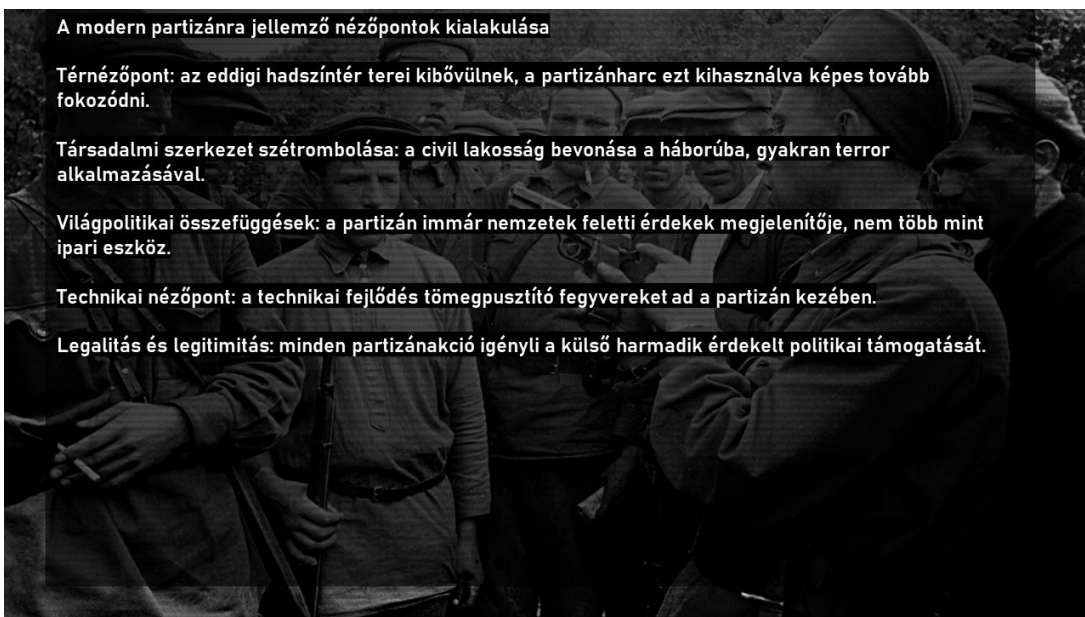 A modern partizánra jellemző nézőpontok kialakulása
Térnézőpont: az eddigi hadszíntér terei kibővülnek, a partizánharc ezt kihasználva képes tovább
fokozódni.
Társadalmi szerkezet szétrombolása: a civil lakosság bevonása a háborúba, gyakran terror
alkalmazásával.
Világpolitikai összefüggések: a partizán immár nemzetek feletti érdekek megjelenítője, nem több mint
ipari eszköz.
Technikai nézőpont: a technikai fejlődés tömegpusztító fegyvereket ad a partizán kezében.
Legalitás és legitimitás: minden partizánakció igényli a külső harmadik érdekelt politikai támogatását.